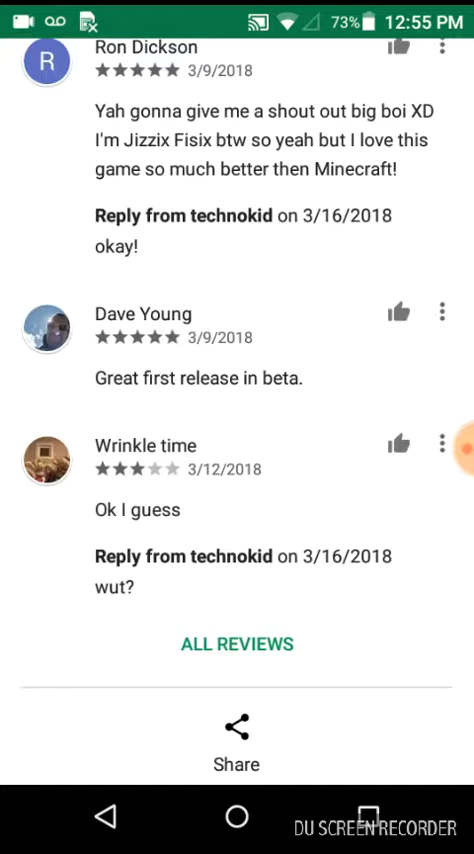 73% 12:55 PM
Ron Dickson
R
3/9/2018
Yah gonna give me a shout out big boi XD
I'm Jizzix Fisix btw so yeah but I love this
game so much better then Minecraft!
Reply from technokid on 3/16/2018
okay!
Dave Young
3/9/2018
Great first release in beta.
Wrinkle time
3/12/2018
Ok I guess
Reply from technokid on 3/16/2018
wut?
ALL REVIEWS
Share
DU SCREEN RECORDER